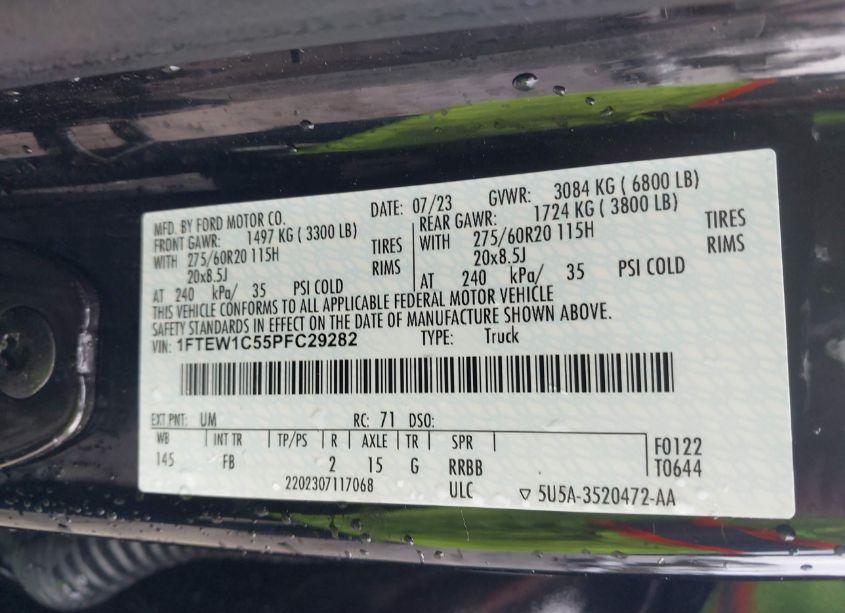 MFD. BY FORD MOTOR CO. DATE: 07/23 GVWR: 3084 KG ( 6800 LB)
FRONT GAWR: 1497 KG ( 3300 LB) REAR GAWR: 1724 KG ( 3800 LB)
WITH 275/60R20 115H TIRES WITH 275/60R20 115H TIRES
20x8.5J RIMS 20x8.5J RIMS
AT 240 kPa/ 35 PSI COLD AT 240 kPa/ 35 PSI COLD
THIS VEHICLE CONFORMS TO ALL APPLICABLE FEDERAL MOTOR VEHICLE
SAFETY STANDARDS IN EFFECT ON THE DATE OF MANUFACTURE SHOWN ABOVE.
VIN: 1FTEW1C55PFC29282 TYPE: Truck
EXT PNT: UM RC: 71 DSO:
WB INT TR TP/PS R AXLE TR SPR F0122
145 FB 2 15 G RRBB T0644
2202307117068 ULC ▽ 5U5A-3520472-AA